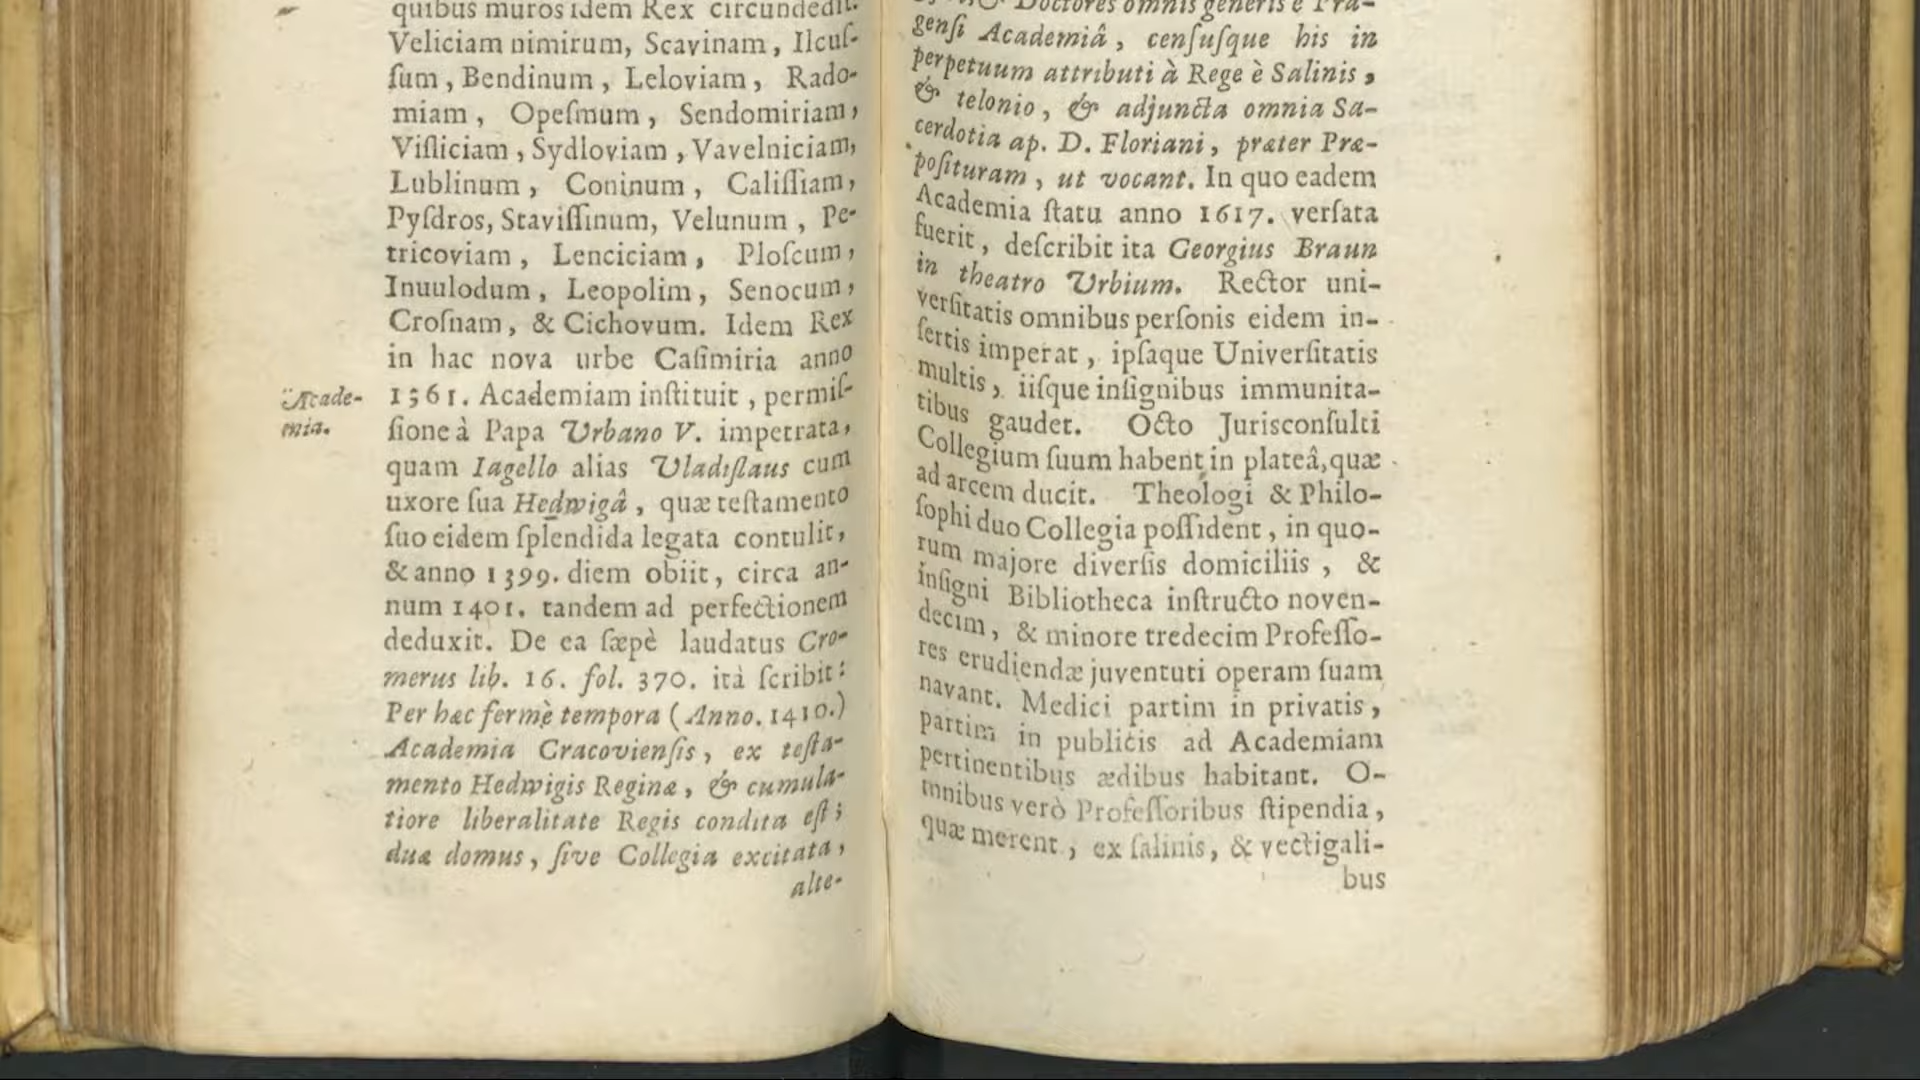 quibus muros idem Rex circundedit.
Veliciam nimirum, Scavinam, Ilcuſ-
ſum, Bendinum, Leloviam, Rado-
miam, Opeſmum, Sendomiriam,
Viſliciam, Sydloviam, Vavelniciam,
Lublinum, Coninum, Caliſſiam,
Pyſdros, Staviſſinum, Velunum, Pe-
tricoviam, Lenciciam, Ploſcum,
Inuulodum, Leopolim, Senocum,
Croſnam, & Cichovum. Idem Rex
in hac nova urbe Caſimiria anno
Acade-
mia.
1361. Academiam inſtituit, permiſ-
ſione à Papa Urbano V. impetrata,
quam Iagello alias Vladiſlaus cum
uxore ſua Hedwigâ, quæ teſtamento
ſuo eidem ſplendida legata contulit,
& anno 1399. diem obiit, circa an-
num 1401. tandem ad perfectionem
deduxit. De ea ſæpè laudatus Cro-
merus lib. 16. fol. 370. ità ſcribit:
Per hæc fermè tempora (Anno. 1410.)
Academia Cracovienſis, ex teſta-
mento Hedwigis Reginæ, & cumula-
tiore liberalitate Regis condita eſt;
duæ domus, ſive Collegia excitata,
alte-
Doctores omnis generis è Pra-
genſi Academiâ, cenſuſque his in
perpetuum attributi à Rege è Salinis,
& telonio, & adjuncta omnia Sa-
cerdotia ap. D. Floriani, præter Præ-
poſituram, ut vocant. In quo eadem
Academia ſtatu anno 1617. verſata
fuerit, deſcribit ita Georgius Braun
in theatro Urbium. Rector uni-
verſitatis omnibus perſonis eidem in-
ſertis imperat, ipſaque Univerſitatis
multis, iiſque inſignibus immunita-
tibus gaudet. Octo Jurisconſulti
Collegium ſuum habent in plateâ, quæ
ad arcem ducit. Theologi & Philo-
ſophi duo Collegia poſſident, in quo-
rum majore diverſis domiciliis, &
inſigni Bibliotheca inſtructo noven-
decim, & minore tredecim Profeſſo-
res erudiendæ juventuti operam ſuam
navant. Medici partim in privatis,
partim in publicis ad Academiam
pertinentibus ædibus habitant. O-
mnibus verò Profeſſoribus ſtipendia,
quæ merent, ex ſalinis, & vectigali-
bus